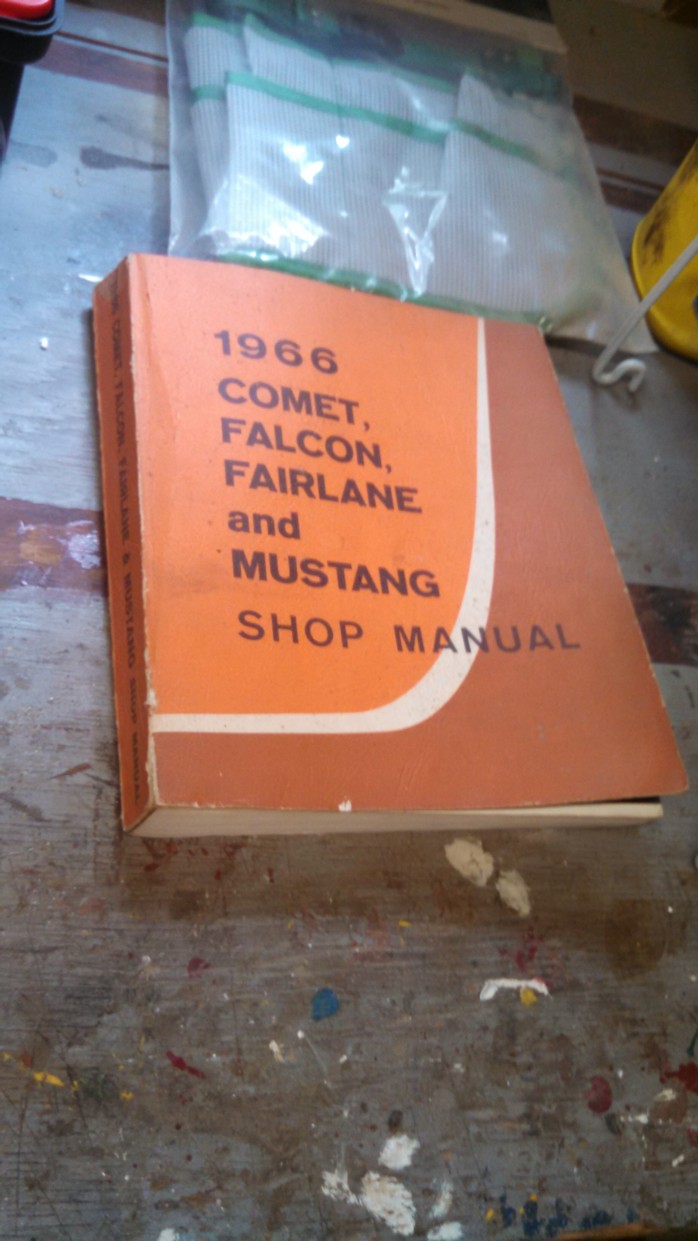 1966
COMET,
FALCON,
FAIRLANE
and
MUSTANG
SHOP MANUAL
COMET, FALCON, FAIRLANE & MUSTANG SHOP MANUAL